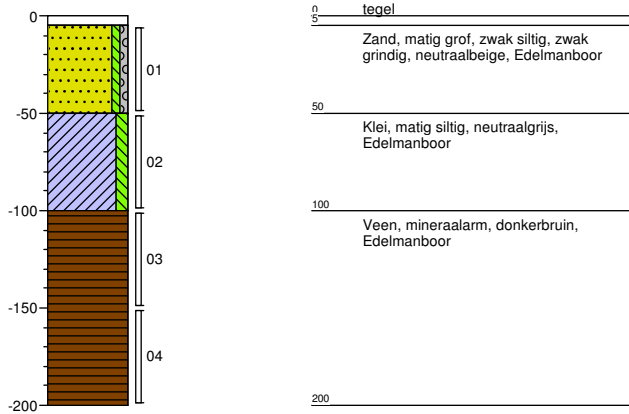 0
-50
-100
-150
-200
01
02
03
04
0
tegel
5
Zand, matig grof, zwak siltig, zwak
grindig, neutraalbeige, Edelmanboor
50
Klei, matig siltig, neutraalgrijs,
Edelmanboor
100
Veen, mineraalarm, donkerbruin,
Edelmanboor
200